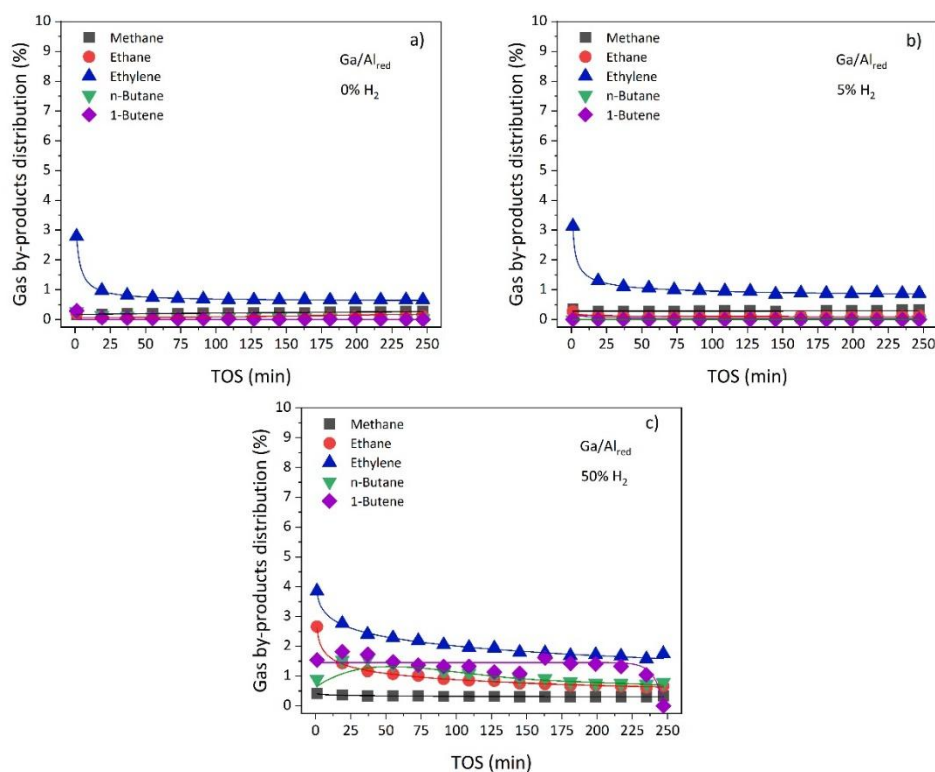 a)
Methane
Ethane
Ethylene
n-Butane
1-Butene
Ga/Al_red
0% H₂
10
9
8
7
6
5
4
3
2
1
0
Gas by-products distribution (%)
0 25 50 75 100 125 150 175 200 225 250
TOS (min)
b)
Methane
Ethane
Ethylene
n-Butane
1-Butene
Ga/Al_red
5% H₂
10
9
8
7
6
5
4
3
2
1
0
Gas by-products distribution (%)
0 25 50 75 100 125 150 175 200 225 250
TOS (min)
c)
Methane
Ethane
Ethylene
n-Butane
1-Butene
Ga/Al_red
50% H₂
10
9
8
7
6
5
4
3
2
1
0
Gas by-products distribution (%)
0 25 50 75 100 125 150 175 200 225 250
TOS (min)